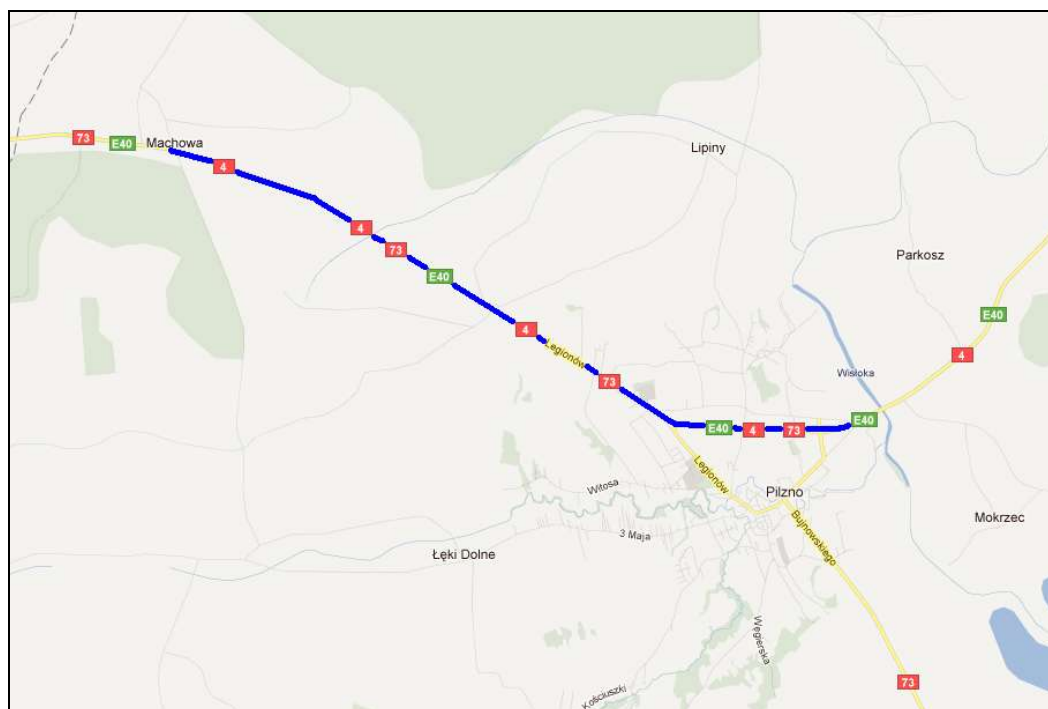 73
E40
Machowa
4
Lipiny
4
73
E40
Parkosz
E40
4
Legionów
4
Wisłoka
73
E40
4
73
E40
Legionów
Pilzno
Witosa
3 Maja
Bujnowskiego
Mokrzec
Łęki Dolne
Węgierska
Kościuszki
73